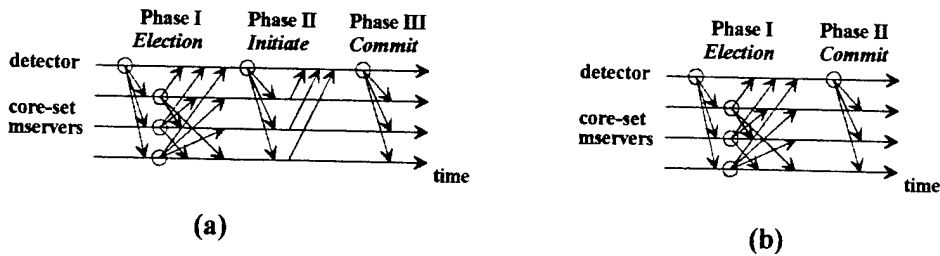 Phase I Phase II Phase III
Election Initiate Commit
detector
core-set
mservers
time
(a)
Phase I Phase II
Election Commit
detector
core-set
mservers
time
(b)